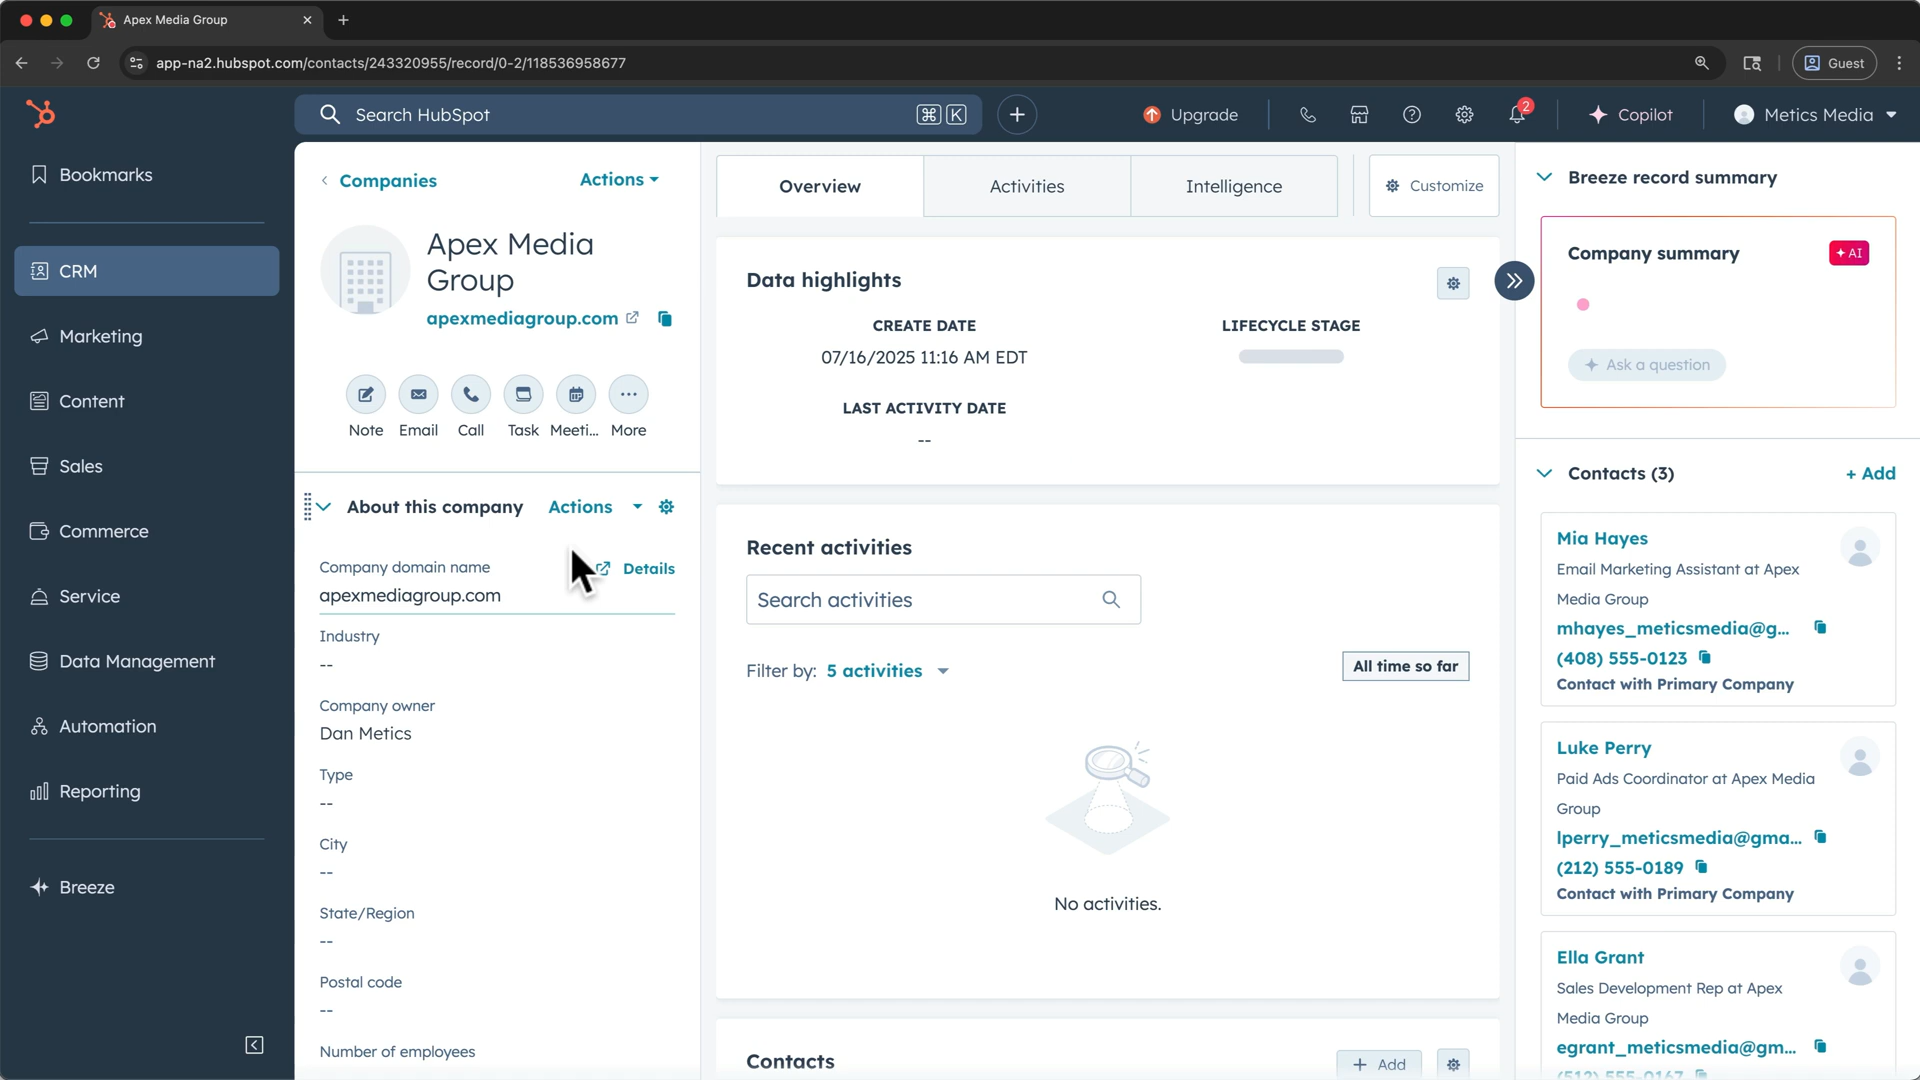 Apex Media Group
app-na2.hubspot.com/contacts/243320955/record/0-2/118536958677
Guest
Search HubSpot
⌘ K
Upgrade
2
Copilot
Metics Media
Bookmarks
CRM
Marketing
Content
Sales
Commerce
Service
Data Management
Automation
Reporting
Breeze
Companies
Actions
Apex Media
Group
apexmediagroup.com
Note Email Call Task Meeti... More
About this company
Actions
Company domain name
Details
apexmediagroup.com
Industry
--
Company owner
Dan Metics
Type
--
City
--
State/Region
--
Postal code
--
Number of employees
Overview
Activities
Intelligence
Customize
Data highlights
CREATE DATE
07/16/2025 11:16 AM EDT
LIFECYCLE STAGE
LAST ACTIVITY DATE
--
Recent activities
Search activities
Filter by: 5 activities
All time so far
No activities.
Contacts
+ Add
Breeze record summary
Company summary
AI
Ask a question
Contacts (3)
+ Add
Mia Hayes
Email Marketing Assistant at Apex
Media Group
mhayes_meticsmedia@g...
(408) 555-0123
Contact with Primary Company
Luke Perry
Paid Ads Coordinator at Apex Media
Group
lperry_meticsmedia@gma...
(212) 555-0189
Contact with Primary Company
Ella Grant
Sales Development Rep at Apex
Media Group
egrant_meticsmedia@gm...
(512) 555-0167